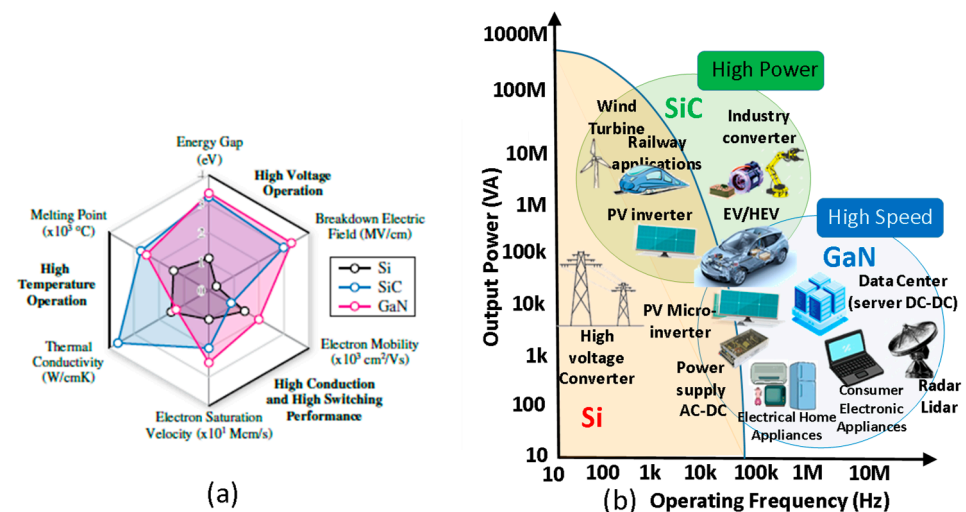 Energy Gap
(eV)
High Voltage
Operation
Melting Point
(x10³ °C)
Breakdown Electric
Field (MV/cm)
Si
SiC
GaN
High
Temperature
Operation
Thermal
Conductivity
(W/cmK)
Electron Mobility
(x10³ cm²/Vs)
High Conduction
and High Switching
Performance
Electron Saturation
Velocity (x10¹ Mcm/s)
(a)
Output Power (VA)
1000M
100M
10M
1M
100k
10k
1k
100
10
High Power
SiC
Wind
Turbine
Railway
applications
Industry
converter
PV inverter
EV/HEV
High Speed
GaN
Data Center
(server DC-DC)
High
voltage
Converter
PV Micro-
inverter
Power
supply
AC-DC
Electrical Home
Appliances
Consumer
Electronic
Appliances
Radar
Lidar
Si
10
100
1k
10k
100k
1M
10M
(b)
Operating Frequency (Hz)